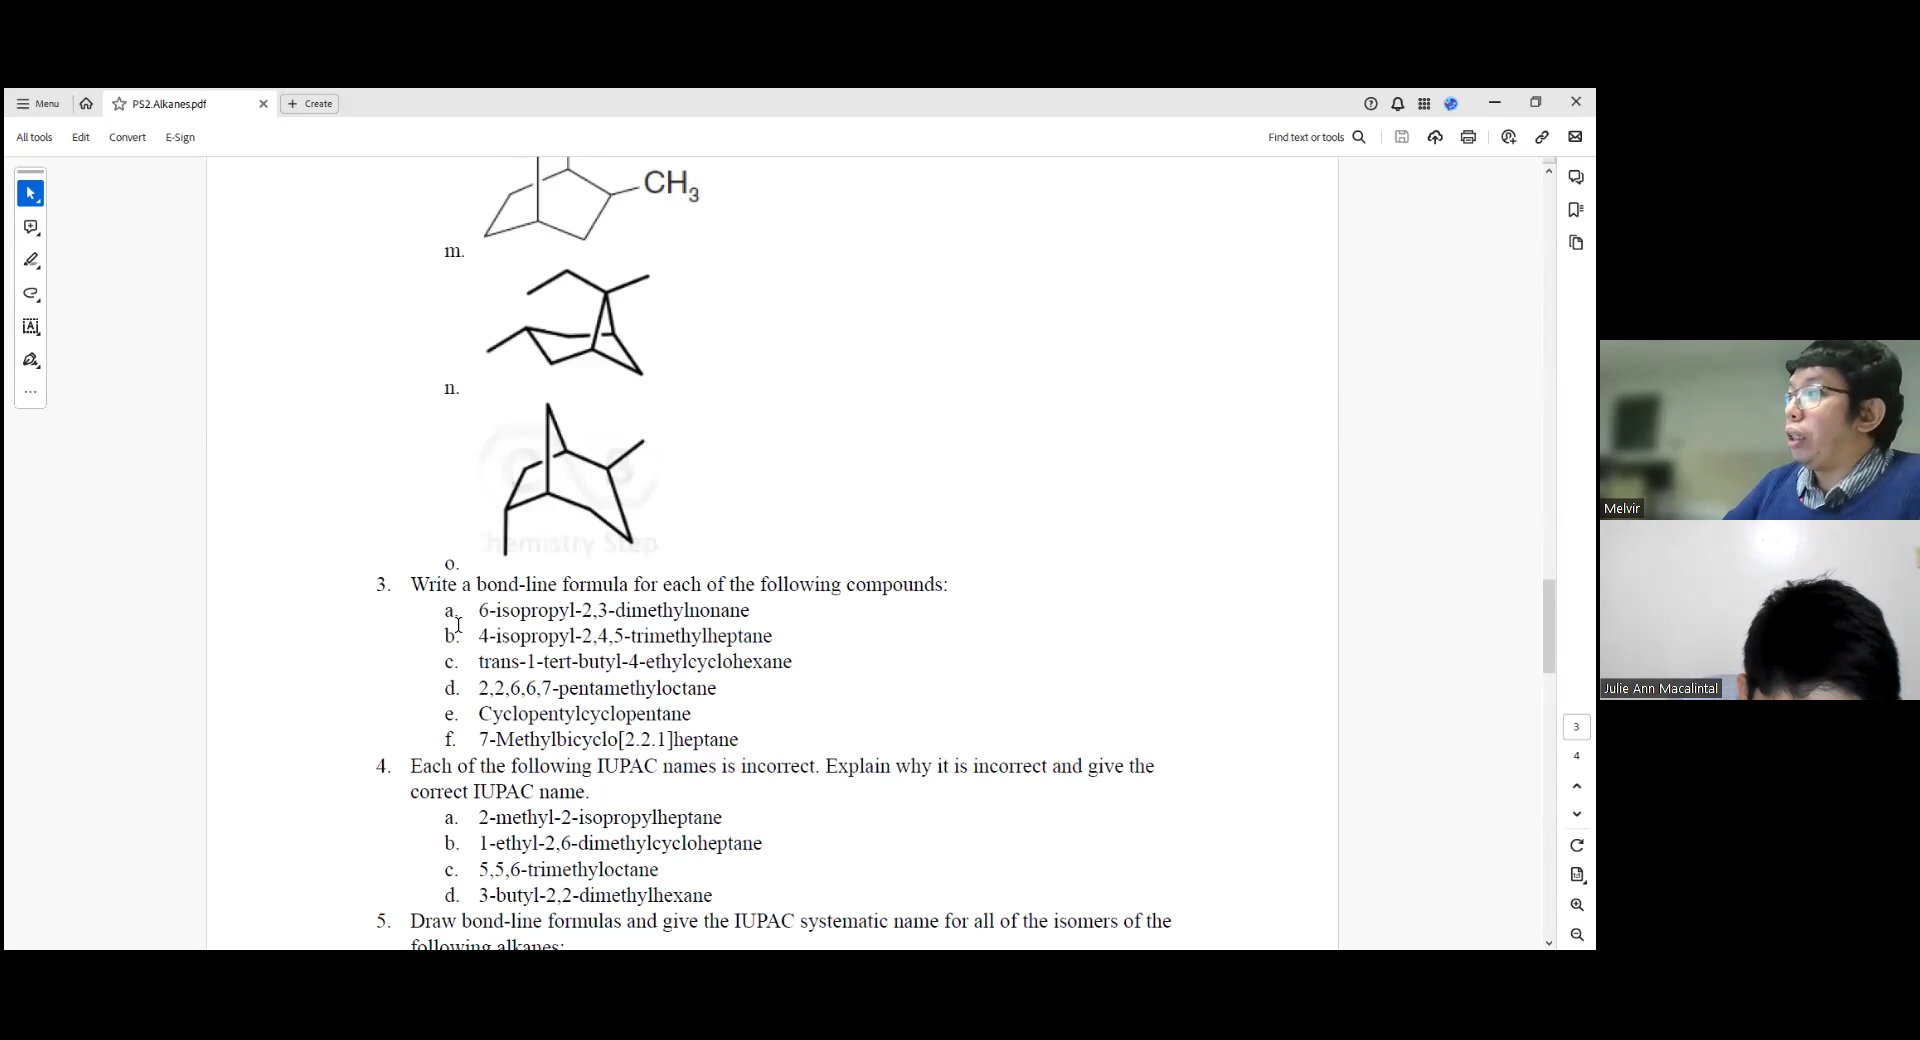 Menu
PS2.Alkanes.pdf
Create
All tools
Edit
Convert
E-Sign
Find text or tools
CH3
m.
n.
Chemistry Step
o.
3. Write a bond-line formula for each of the following compounds:
a. 6-isopropyl-2,3-dimethylnonane
b. 4-isopropyl-2,4,5-trimethylheptane
c. trans-1-tert-butyl-4-ethylcyclohexane
d. 2,2,6,6,7-pentamethyloctane
e. Cyclopentylcyclopentane
f. 7-Methylbicyclo[2.2.1]heptane
4. Each of the following IUPAC names is incorrect. Explain why it is incorrect and give the
correct IUPAC name.
a. 2-methyl-2-isopropylheptane
b. 1-ethyl-2,6-dimethylcycloheptane
c. 5,5,6-trimethyloctane
d. 3-butyl-2,2-dimethylhexane
5. Draw bond-line formulas and give the IUPAC systematic name for all of the isomers of the
following alkanes:
3
4
Melvir
Julie Ann Macalintal